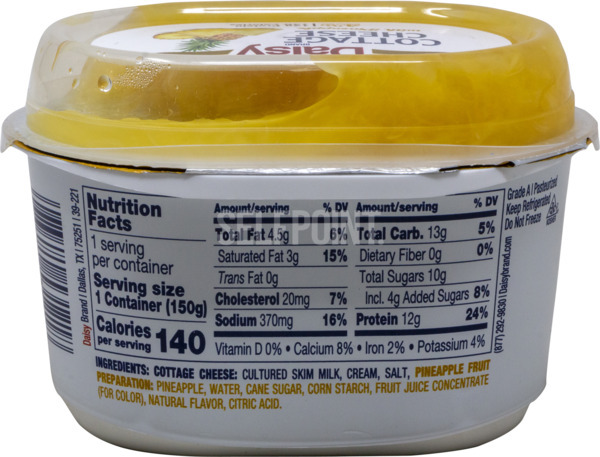 COTTAGE
CHEESE
Daisy
BRAND
Nutrition
Facts
1 serving
per container
Serving size
1 Container (150g)
Calories
per serving 140
Amount/serving % DV
Total Fat 4.5g 6%
Saturated Fat 3g 15%
Trans Fat 0g
Cholesterol 20mg 7%
Sodium 370mg 16%
Amount/serving % DV
Total Carb. 13g 5%
Dietary Fiber 0g 0%
Total Sugars 10g
Incl. 4g Added Sugars 8%
Protein 12g 24%
Vitamin D 0% • Calcium 8% • Iron 2% • Potassium 4%
INGREDIENTS: COTTAGE CHEESE: CULTURED SKIM MILK, CREAM, SALT, PINEAPPLE FRUIT
PREPARATION: PINEAPPLE, WATER, CANE SUGAR, CORN STARCH, FRUIT JUICE CONCENTRATE
(FOR COLOR), NATURAL FLAVOR, CITRIC ACID.
Daisy Brand | Dallas, TX | 75251 | 39-221
Grade A | Pasteurized
Keep Refrigerated
Do Not Freeze
(877) 292-9830 | Daisybrand.com
SELLPOINT